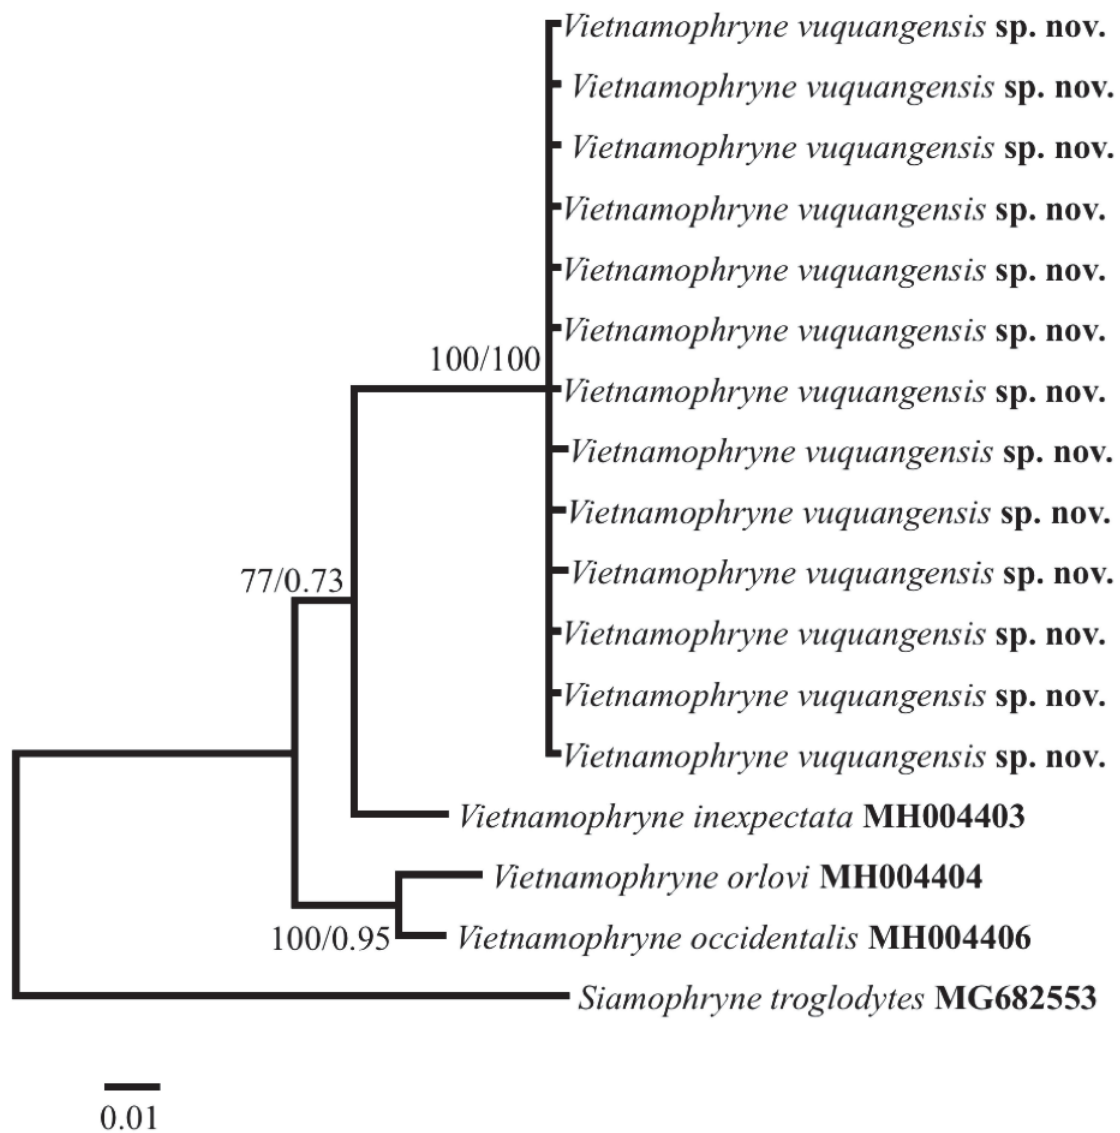 Vietnamophryne vuquangensis sp. nov.
Vietnamophryne vuquangensis sp. nov.
Vietnamophryne vuquangensis sp. nov.
Vietnamophryne vuquangensis sp. nov.
Vietnamophryne vuquangensis sp. nov.
Vietnamophryne vuquangensis sp. nov.
100/100
Vietnamophryne vuquangensis sp. nov.
Vietnamophryne vuquangensis sp. nov.
Vietnamophryne vuquangensis sp. nov.
77/0.73
Vietnamophryne vuquangensis sp. nov.
Vietnamophryne vuquangensis sp. nov.
Vietnamophryne vuquangensis sp. nov.
Vietnamophryne vuquangensis sp. nov.
Vietnamophryne inexpectata MH004403
Vietnamophryne orlovi MH004404
100/0.95
Vietnamophryne occidentalis MH004406
Siamophryne troglodytes MG682553
0.01